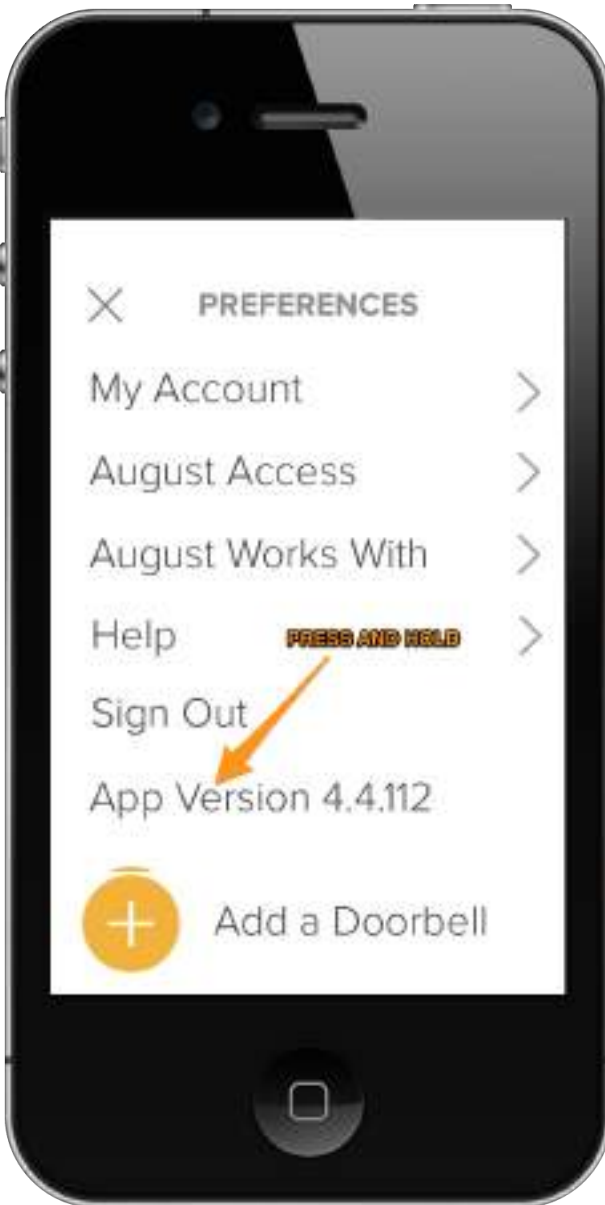 PREFERENCES
My Account
August Access
August Works With
Help
PRESS AND HOLD
Sign Out
App Version 4.4.112
Add a Doorbell